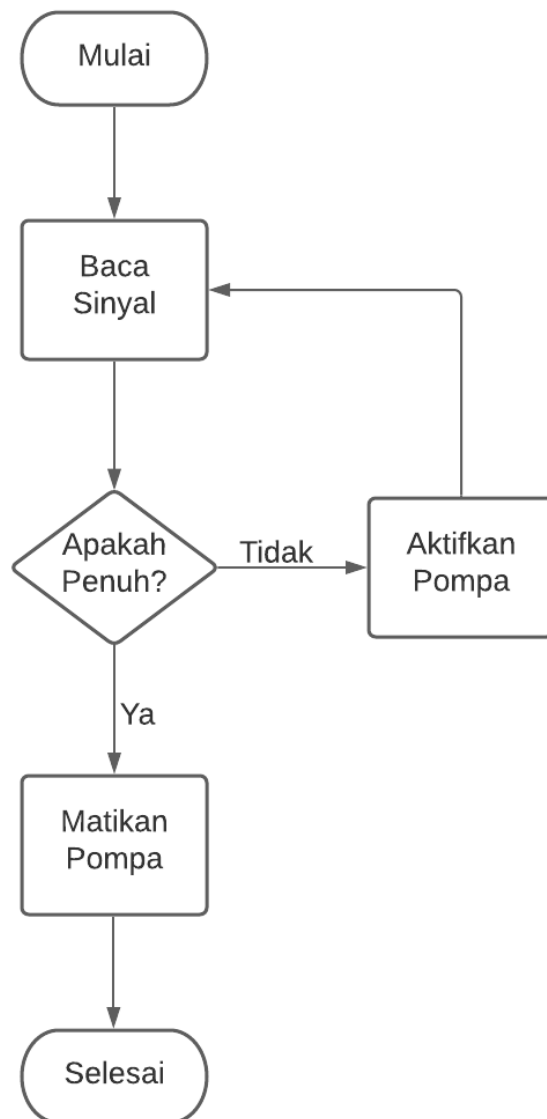 Mulai
Baca
Sinyal
Apakah
Penuh?
Tidak
Aktifkan
Pompa
Ya
Matikan
Pompa
Selesai